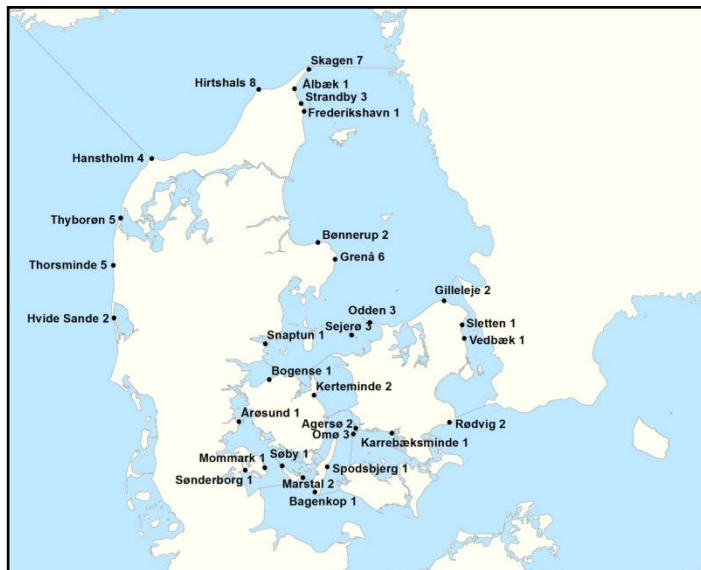 Skagen 7
Hirtshals 8
Ålbæk 1
Strandby 3
Frederikshavn 1
Hanstholm 4
Thyborøn 5
Bønnerup 2
Grenå 6
Thorsminde 5
Gilleleje 2
Hvide Sande 2
Odden 3
Sejerø 3
Sletten 1
Snaptun 1
Vedbæk 1
Bogense 1
Kerteminde 2
Årøsund 1
Agersø 2
Rødvig 2
Omø 3
Karrebæksminde 1
Mommark 1
Søby 1
Spodsbjerg 1
Sønderborg 1
Marstal 2
Bagenkop 1